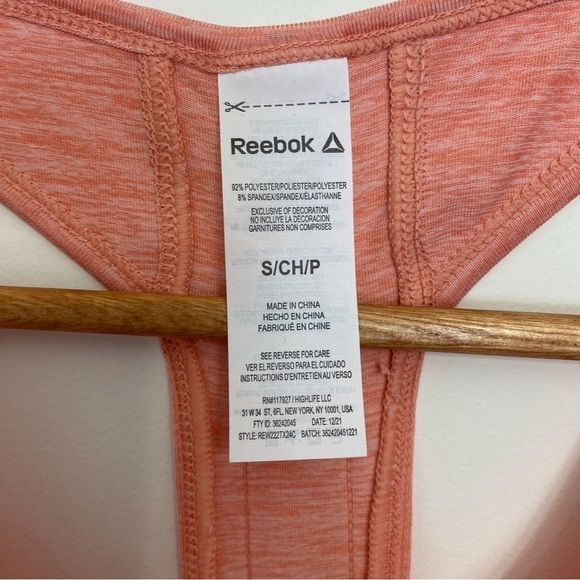 Reebok
92% POLYESTER/POLIESTER/POLYESTER
8% SPANDEX/SPANDEX/ÉLASTHANNE
EXCLUSIVE OF DECORATION
NO INCLUYE LA DECORACION
GARNITURES NON COMPRISES
S/CH/P
MADE IN CHINA
HECHO EN CHINA
FABRIQUÉ EN CHINE
SEE REVERSE FOR CARE
VER EL REVERSO PARA EL CUIDADO
INSTRUCTIONS D'ENTRETIEN AU VERSO
RN#117927 / HIGHLIFE LLC
31 W 34 ST, 6FL, NEW YORK, NY 10001, USA
FTY ID: 36242045 DATE: 12/21
STYLE: REW222TX24C BATCH: 362420451221